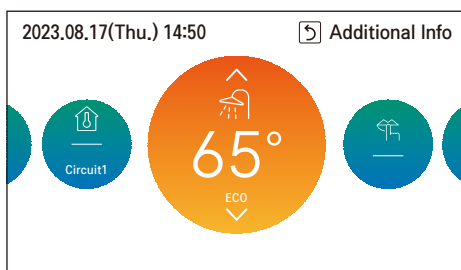 2023.08.17(Thu.) 14:50
Additional Info
Circuit1
65°
ECO